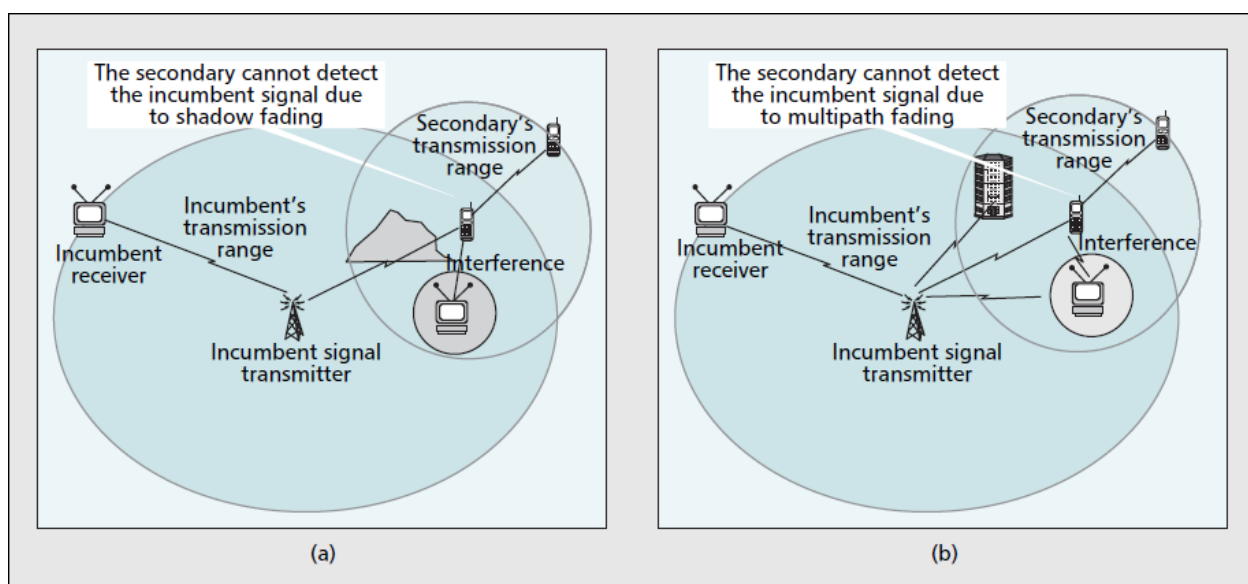 The secondary cannot detect
the incumbent signal due
to shadow fading
Secondary's
transmission
range
Incumbent's
transmission
range
Incumbent
receiver
Interference
Incumbent signal
transmitter
(a)
The secondary cannot detect
the incumbent signal due
to multipath fading
Secondary's
transmission
range
Incumbent's
transmission
range
Incumbent
receiver
Interference
Incumbent signal
transmitter
(b)